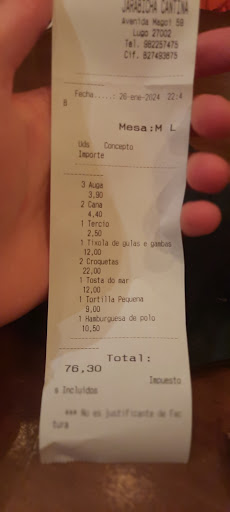 JARABICHA CANTINA
Avenida Magoi 58
Lugo 27002
Tel. 982257475
Cif. 827493875
Fecha.....: 26-ene-2024 22:4
8
Mesa:M L
Uds Concepto
Importe
3 Auga
3,90
2 Cana
4,40
1 Tercio
2,50
1 Tixola de gulas e gambas
12,00
2 Croquetas
22,00
1 Tosta do mar
12,00
1 Tortilla Pequena
9,00
1 Hamburguesa de polo
10,50
Total:
76,30
Impuesto
s Incluidos
*** No es justificante de Fac
tura